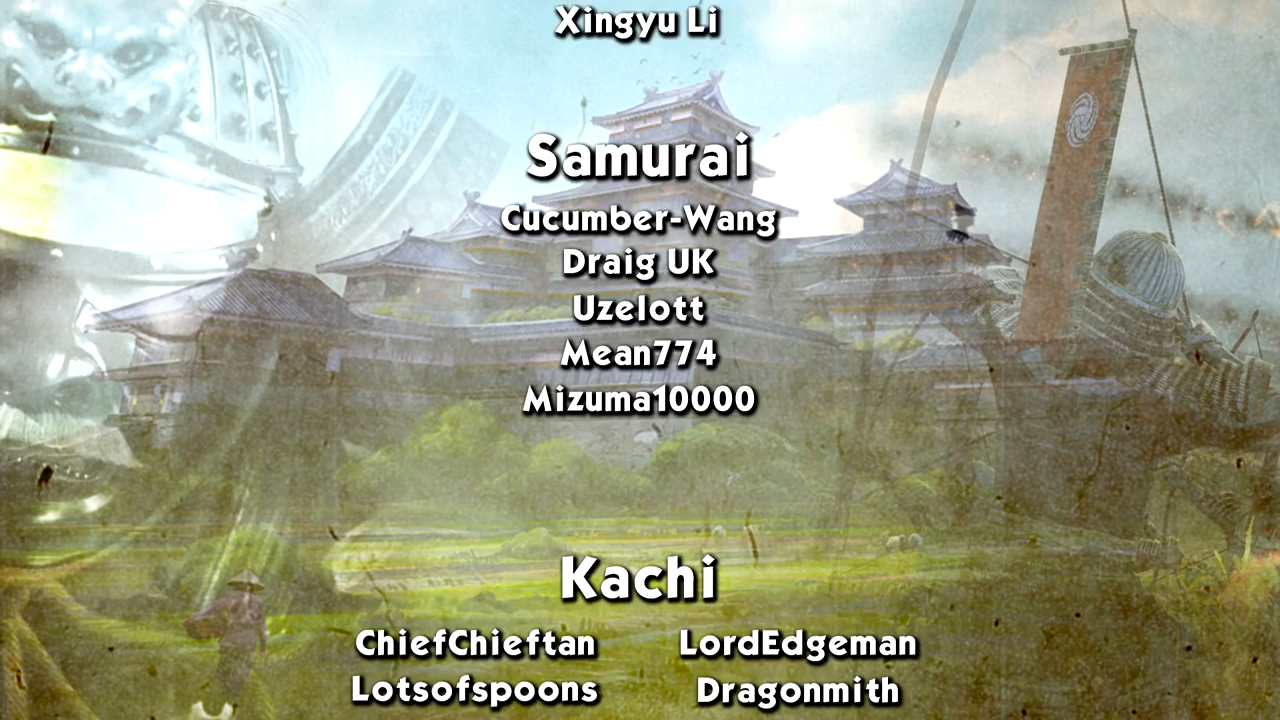 Xingyu Li
Samurai
Cucumber-Wang
Draig UK
Uzelott
Mean774
Mizuma10000
Kachi
ChiefChieftan LordEdgeman
Lotsofspoons Dragonmith